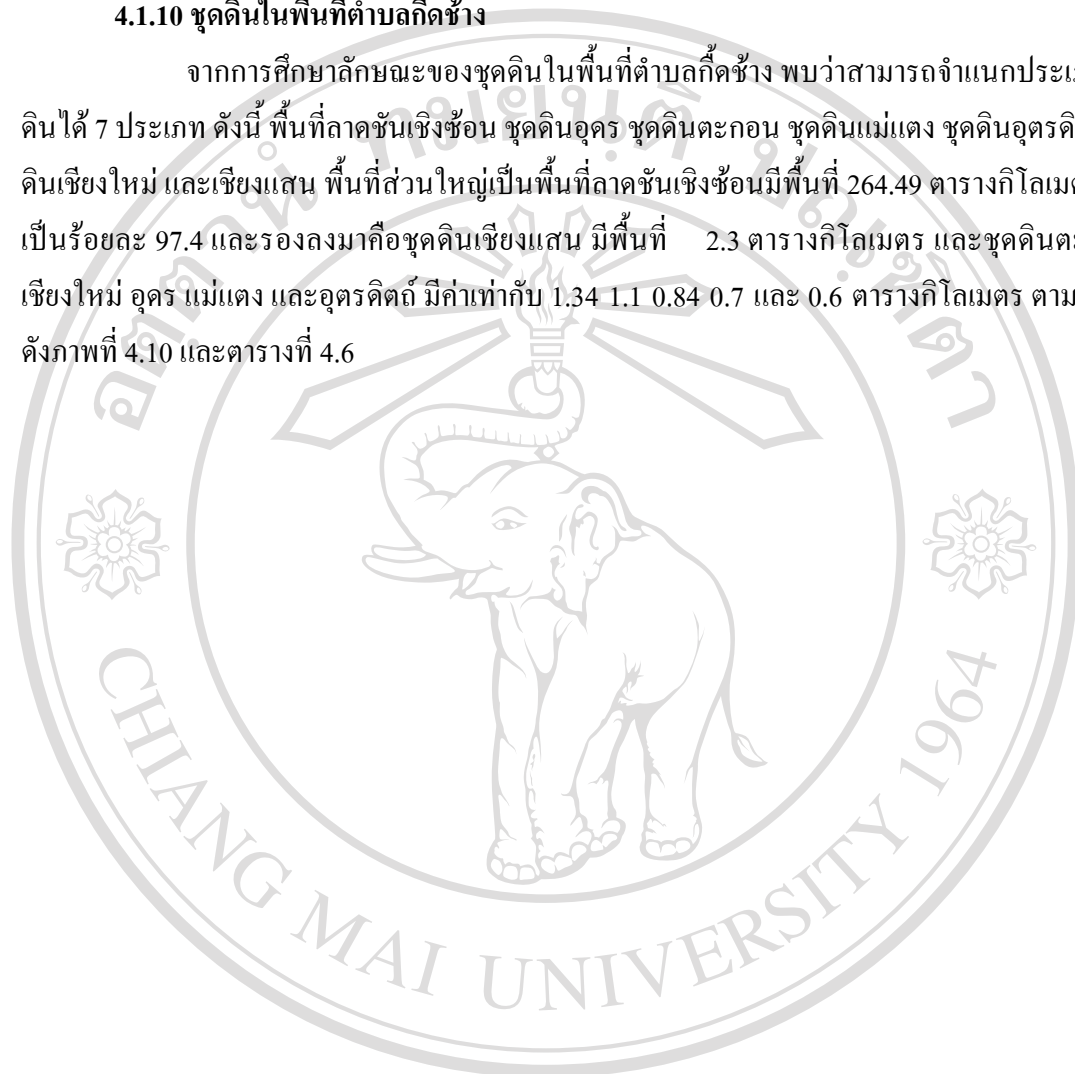 4.1.10 ชุดดินในพื้นที่ตำบลกื้ดช้าง
จากการศึกษาลักษณะของชุดดินในพื้นที่ตำบลกื้ดช้าง พบว่าสามารถจำแนกประเภ
ดินได้ 7 ประเภท ดังนี้ พื้นที่ลาดชันเชิงซ้อน ชุดดินอุดร ชุดดินตะกอน ชุดดินแม่แตง ชุดดินอุตรดิ
ดินเชียงใหม่ และเชียงแสน พื้นที่ส่วนใหญ่เป็นพื้นที่ลาดชันเชิงซ้อนมีพื้นที่ 264.49 ตารางกิโลเมต
เป็นร้อยละ 97.4 และรองลงมาคือชุดดินเชียงแสน มีพื้นที่ 2.3 ตารางกิโลเมตร และชุดดินตะ
เชียงใหม่ อุดร แม่แตง และอุตรดิตถ์ มีค่าเท่ากับ 1.34 1.1 0.84 0.7 และ 0.6 ตารางกิโลเมตร ตาม
ดังภาพที่ 4.10 และตารางที่ 4.6
อตฺตานํ ทมยนฺติ ปณฺฑิตา
CHIANG MAI UNIVERSITY 1964